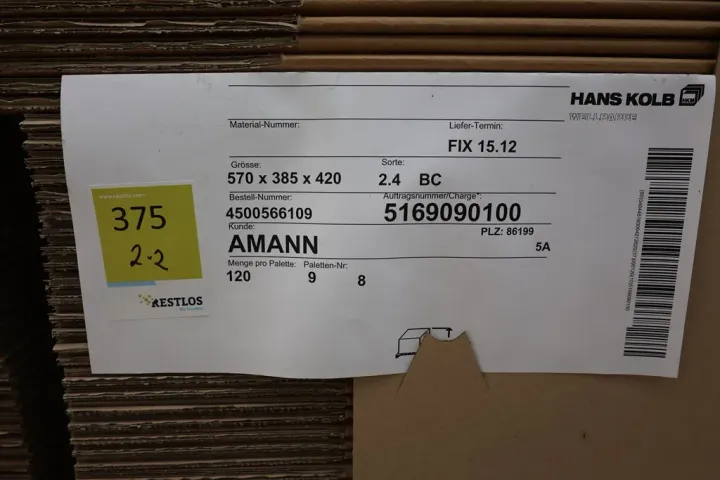 HANS KOLB
WELLPAPPE
Material-Nummer:
Liefer-Termin:
FIX 15.12
Grösse:
Sorte:
570 x 385 x 420
2.4 BC
Bestell-Nummer:
Auftragsnummer/Charge*:
4500566109
5169090100
Kunde:
PLZ: 86199
AMANN
5A
Menge pro Palette:
Paletten-Nr:
120
9
8
375
2.2
RESTLOS